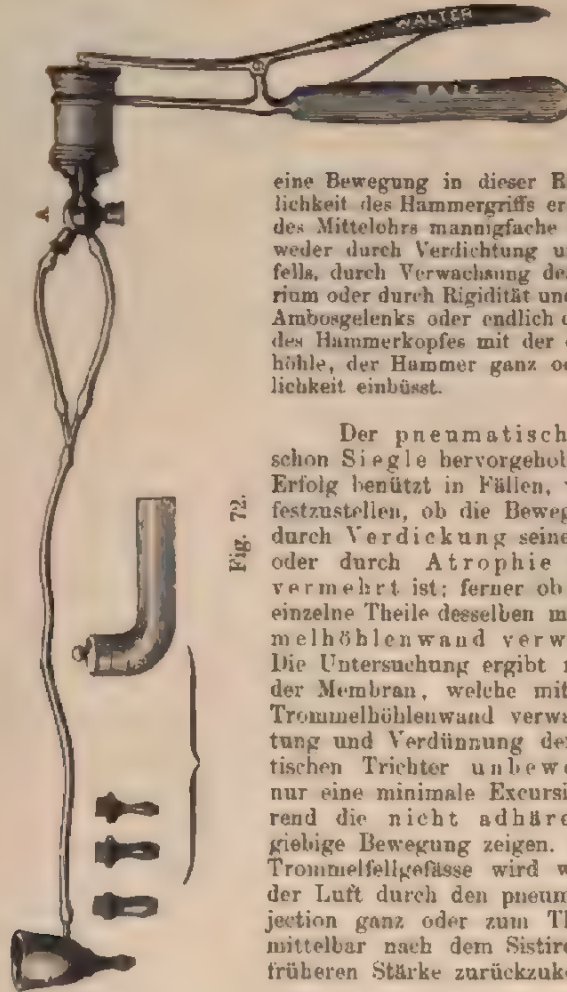 WALTER
BALE
A
eine Bewegung in dieser R
lichkeit des Hammergriffs er
des Mittelohrs mannigfache
weder durch Verdichtung u
fells, durch Verwachsung de
rium oder durch Rigidität und
Ambosgelenks oder endlich d
des Hammerkopfes mit der
höhle, der Hammer ganz od
lichkeit einbüsst.
Der pneumatisch
schon Siegle hervorgehob
Erfolg benützt in Fällen,
festzustellen, ob die Beweg
durch Verdickung seine
oder durch Atrophie
vermehrt ist; ferner ob
einzelne Theile desselben m
melhöhlenwand verw
Die Untersuchung ergibt
der Membran, welche mit
Trommelhöhlenwand verwa
tung und Verdünnung de
tischen Trichter unbew
nur eine minimale Excursi
rend die nicht adhäre
giebige Bewegung zeigen.
Trommelfellgefässe wird w
der Luft durch den pneum
jection ganz oder zum Th
mittelbar nach dem Sistire
früheren Stärke zurückzuk
Fig. 72.